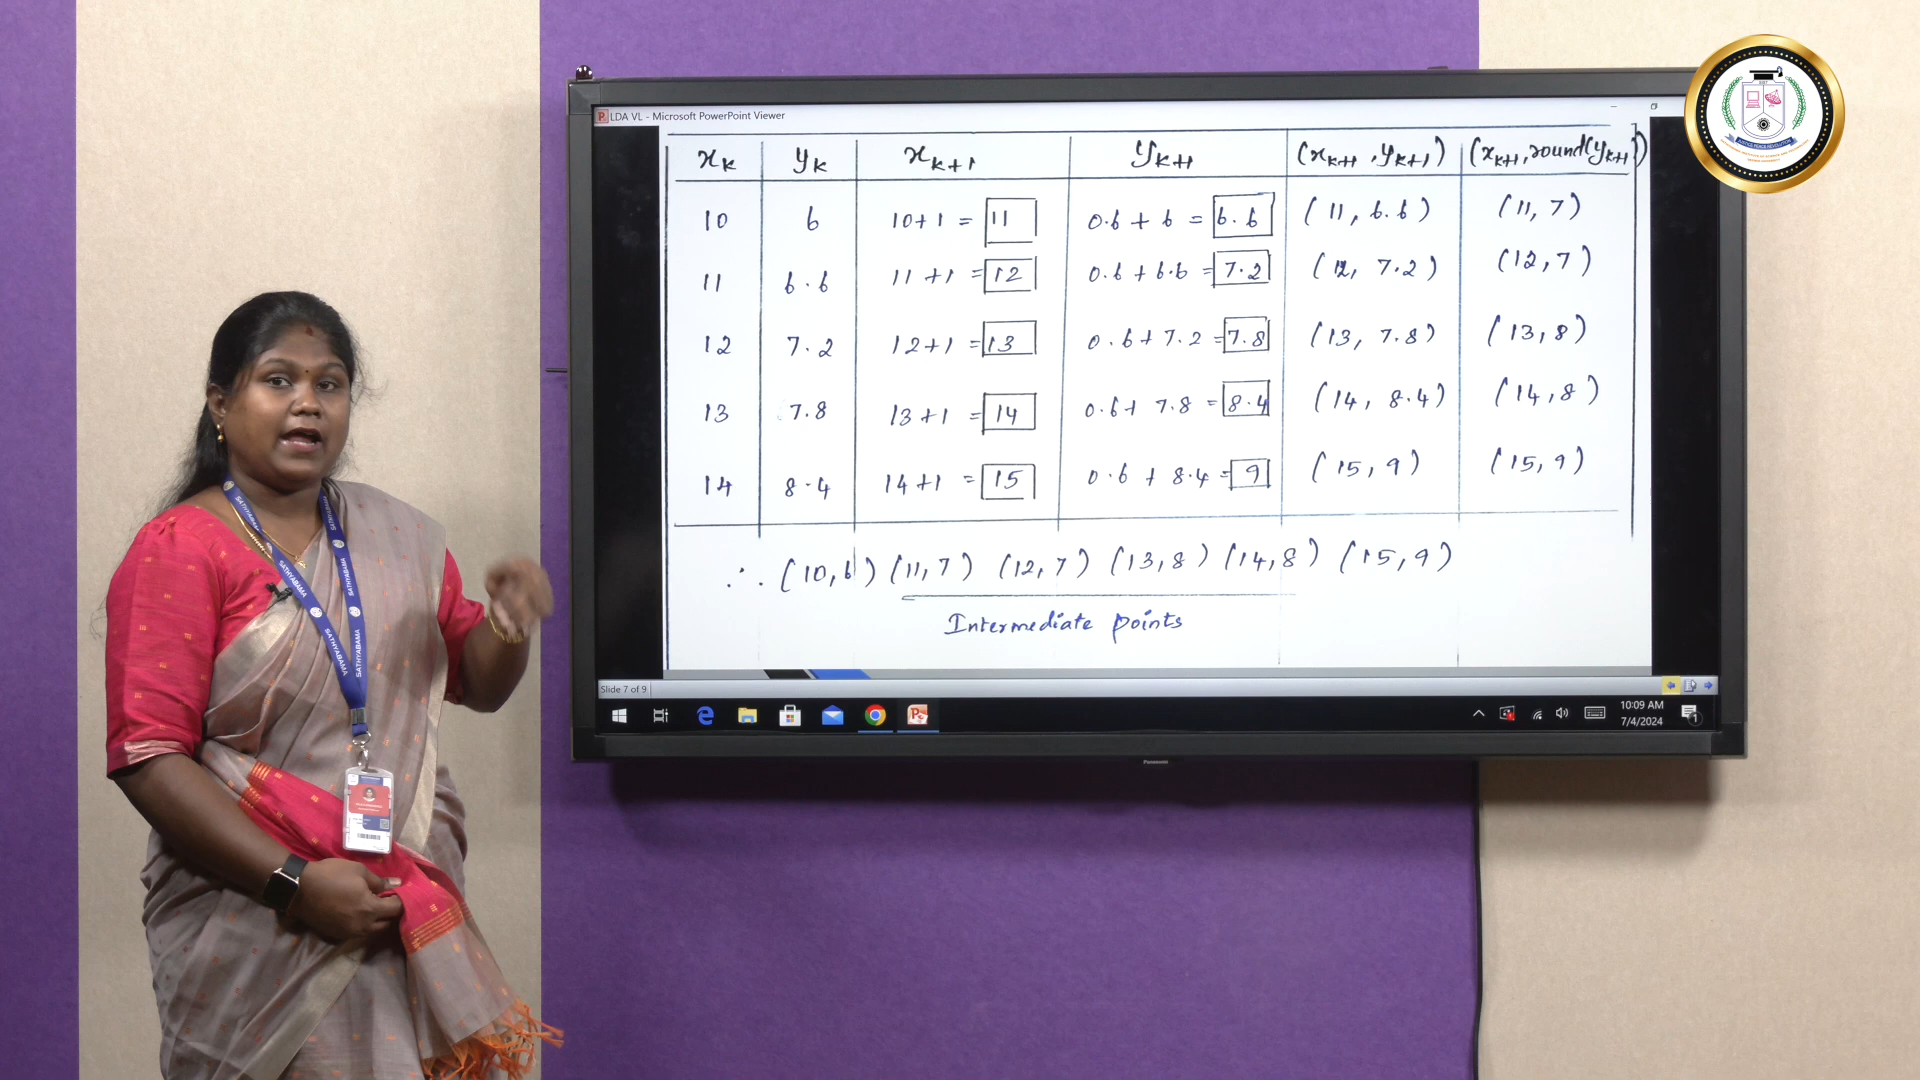 LDA VL - Microsoft PowerPoint Viewer
xₖ yₖ xₖ₊₁ yₖ₊₁ (xₖ₊₁, yₖ₊₁) (xₖ₊₁, round(yₖ₊₁))
10 6 10+1 = 11 0.6 + 6 = 6.6 (11, 6.6) (11, 7)
11 6.6 11+1 = 12 0.6 + 6.6 = 7.2 (12, 7.2) (12, 7)
12 7.2 12+1 = 13 0.6 + 7.2 = 7.8 (13, 7.8) (13, 8)
13 7.8 13+1 = 14 0.6 + 7.8 = 8.4 (14, 8.4) (14, 8)
14 8.4 14+1 = 15 0.6 + 8.4 = 9 (15, 9) (15, 9)
∴ (10, 6) (11, 7) (12, 7) (13, 8) (14, 8) (15, 9)
Intermediate points
Slide 7 of 9
10:09 AM
7/4/2024
Panasonic
SATHYABAMA
SATHYABAMA
SATHYABAMA
SATHYABAMA